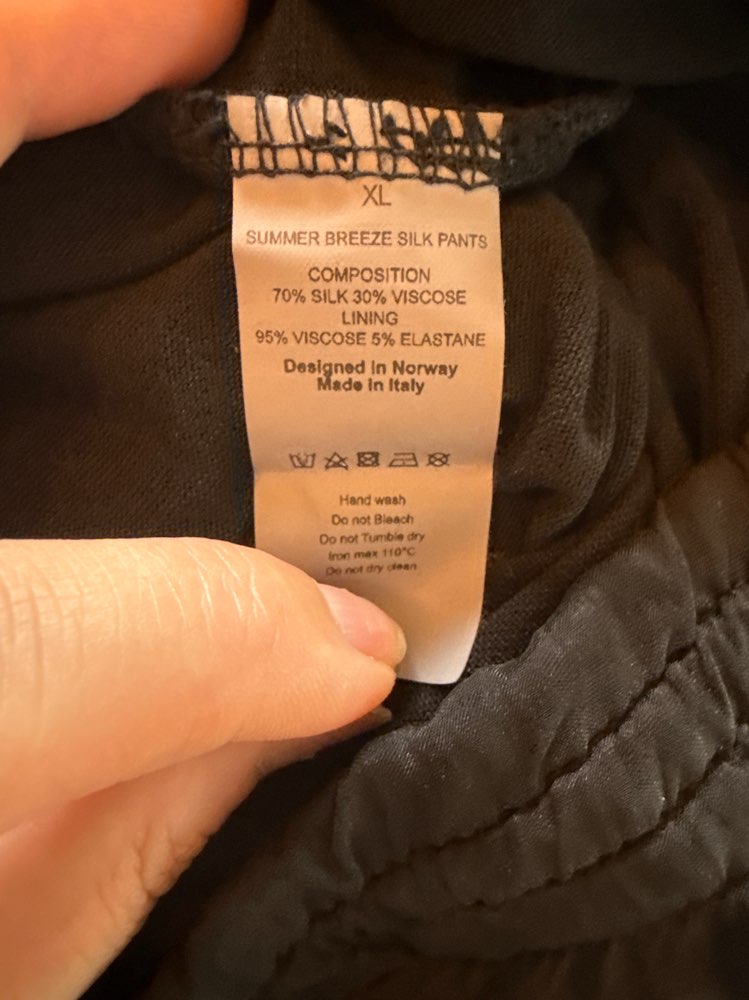 XL
SUMMER BREEZE SILK PANTS
COMPOSITION
70% SILK 30% VISCOSE
LINING
95% VISCOSE 5% ELASTANE
Designed in Norway
Made in Italy
Hand wash
Do not Bleach
Do not Tumble dry
Iron max 110°C
Do not dry clean